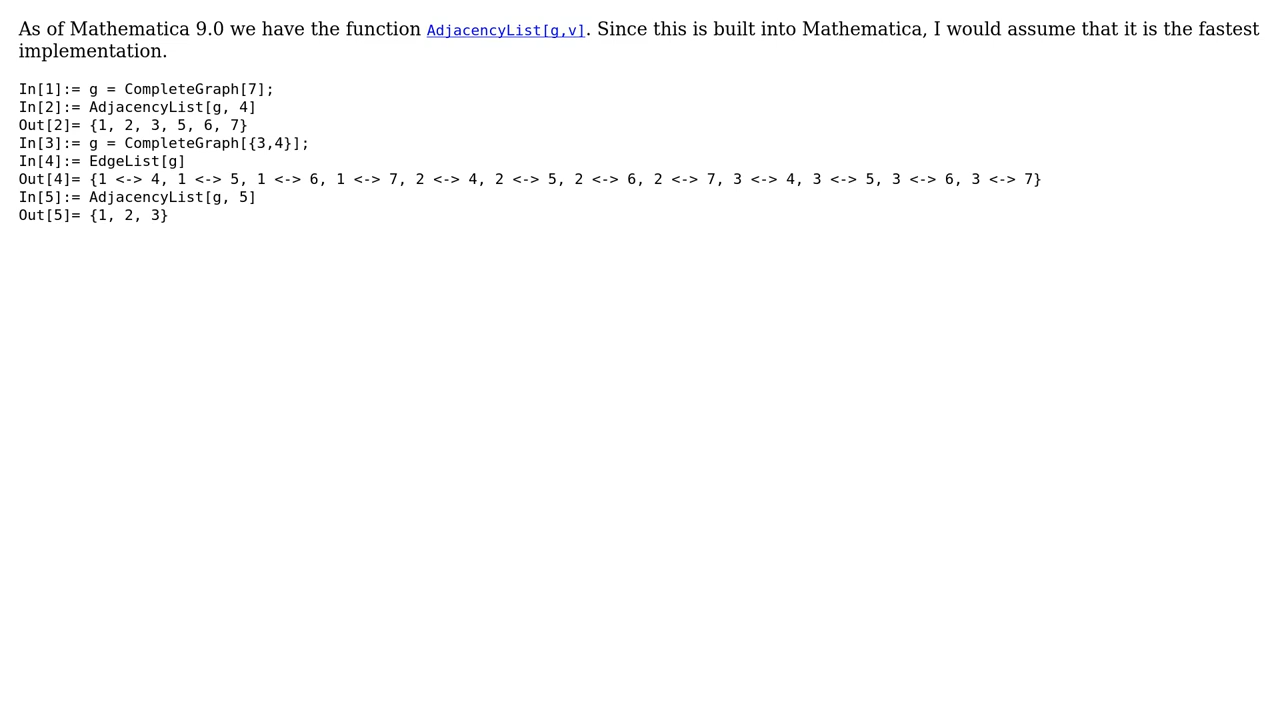 As of Mathematica 9.0 we have the function AdjacencyList[g,v]. Since this is built into Mathematica, I would assume that it is the fastest
implementation.
In[1]:= g = CompleteGraph[7];
In[2]:= AdjacencyList[g, 4]
Out[2]= {1, 2, 3, 5, 6, 7}
In[3]:= g = CompleteGraph[{3,4}];
In[4]:= EdgeList[g]
Out[4]= {1 <-> 4, 1 <-> 5, 1 <-> 6, 1 <-> 7, 2 <-> 4, 2 <-> 5, 2 <-> 6, 2 <-> 7, 3 <-> 4, 3 <-> 5, 3 <-> 6, 3 <-> 7}
In[5]:= AdjacencyList[g, 5]
Out[5]= {1, 2, 3}